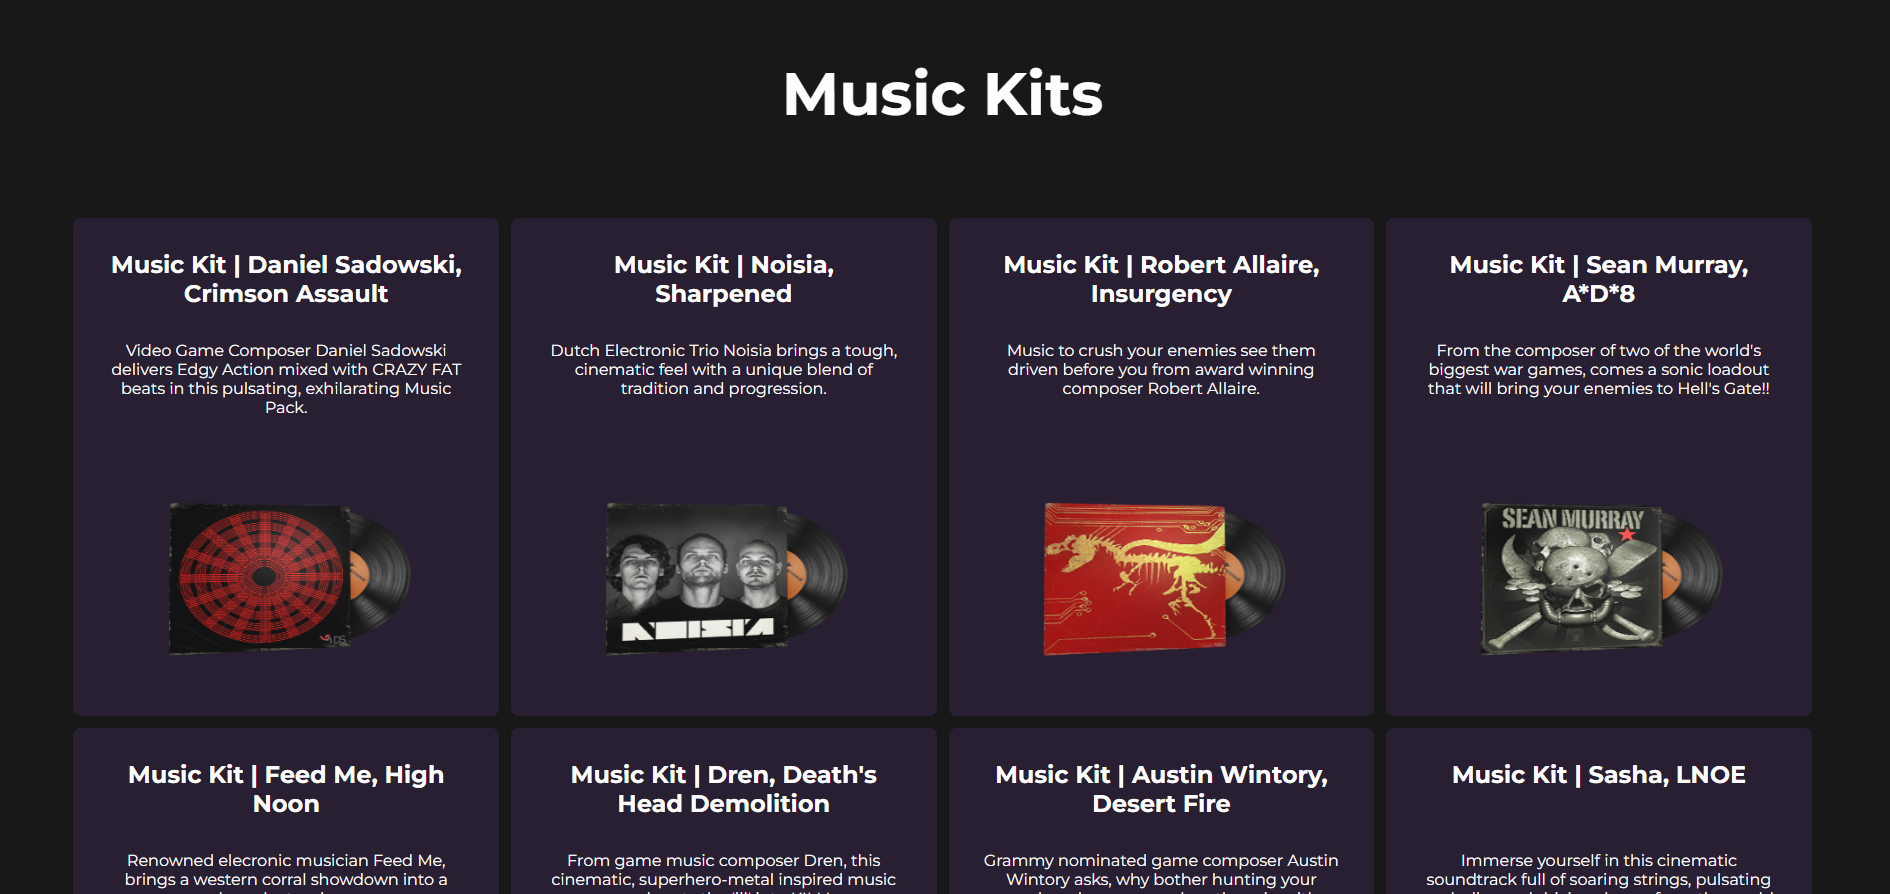 Music Kits
Music Kit | Daniel Sadowski,
Crimson Assault
Video Game Composer Daniel Sadowski
delivers Edgy Action mixed with CRAZY FAT
beats in this pulsating, exhilarating Music
Pack.
Music Kit | Noisia,
Sharpened
Dutch Electronic Trio Noisia brings a tough,
cinematic feel with a unique blend of
tradition and progression.
NOISIA
Music Kit | Robert Allaire,
Insurgency
Music to crush your enemies see them
driven before you from award winning
composer Robert Allaire.
Music Kit | Sean Murray,
A*D*8
From the composer of two of the world's
biggest war games, comes a sonic loadout
that will bring your enemies to Hell's Gate!!
SEAN MURRAY
Music Kit | Feed Me, High
Noon
Renowned elecronic musician Feed Me,
brings a western corral showdown into a
Music Kit | Dren, Death's
Head Demolition
From game music composer Dren, this
cinematic, superhero-metal inspired music
Music Kit | Austin Wintory,
Desert Fire
Grammy nominated game composer Austin
Wintory asks, why bother hunting your
Music Kit | Sasha, LNOE
Immerse yourself in this cinematic
soundtrack full of soaring strings, pulsating